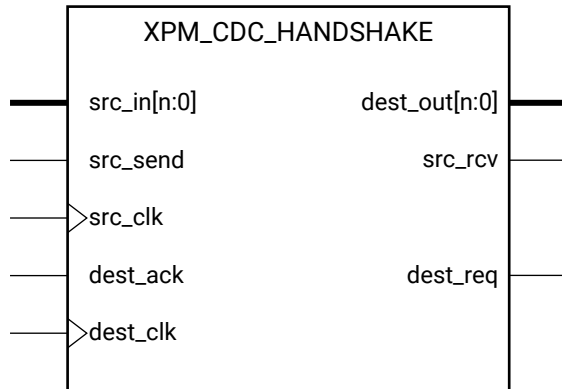 XPM_CDC_HANDSHAKE
src_in[n:0] dest_out[n:0]
src_send src_rcv
src_clk
dest_ack dest_req
dest_clk